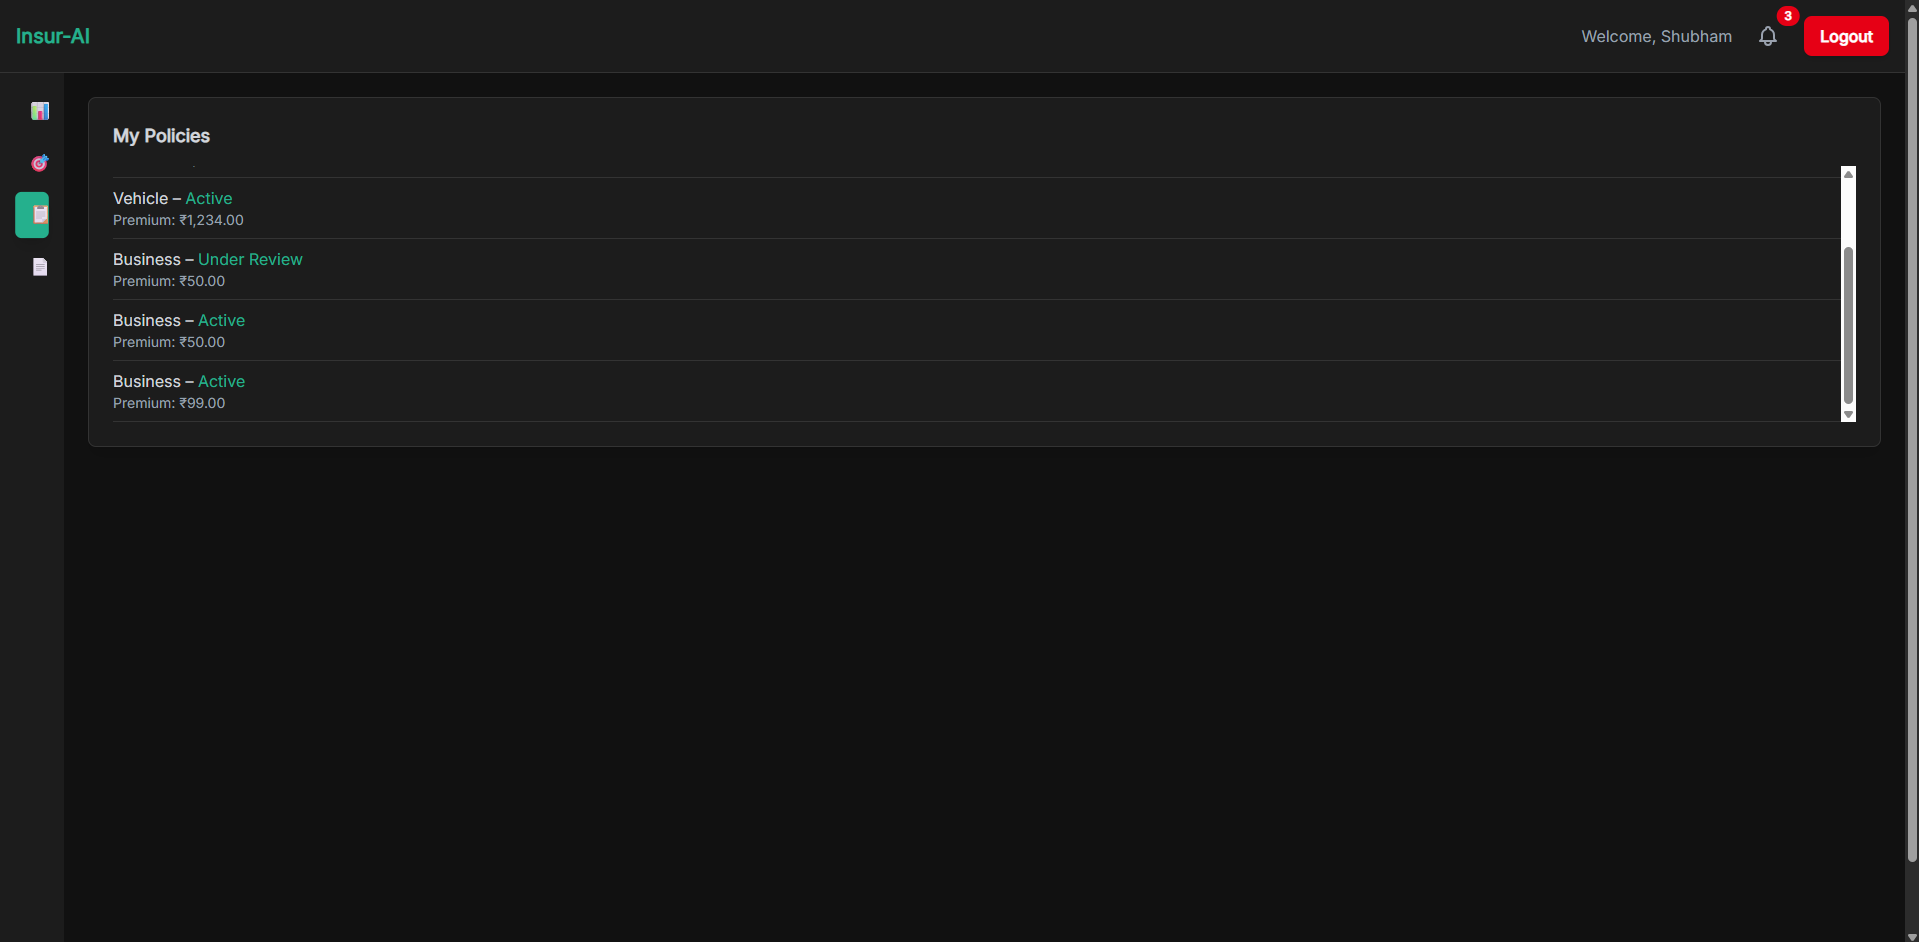 Insur-AI
Welcome, Shubham
3
Logout
My Policies
Vehicle – Active
Premium: ₹1,234.00
Business – Under Review
Premium: ₹50.00
Business – Active
Premium: ₹50.00
Business – Active
Premium: ₹99.00